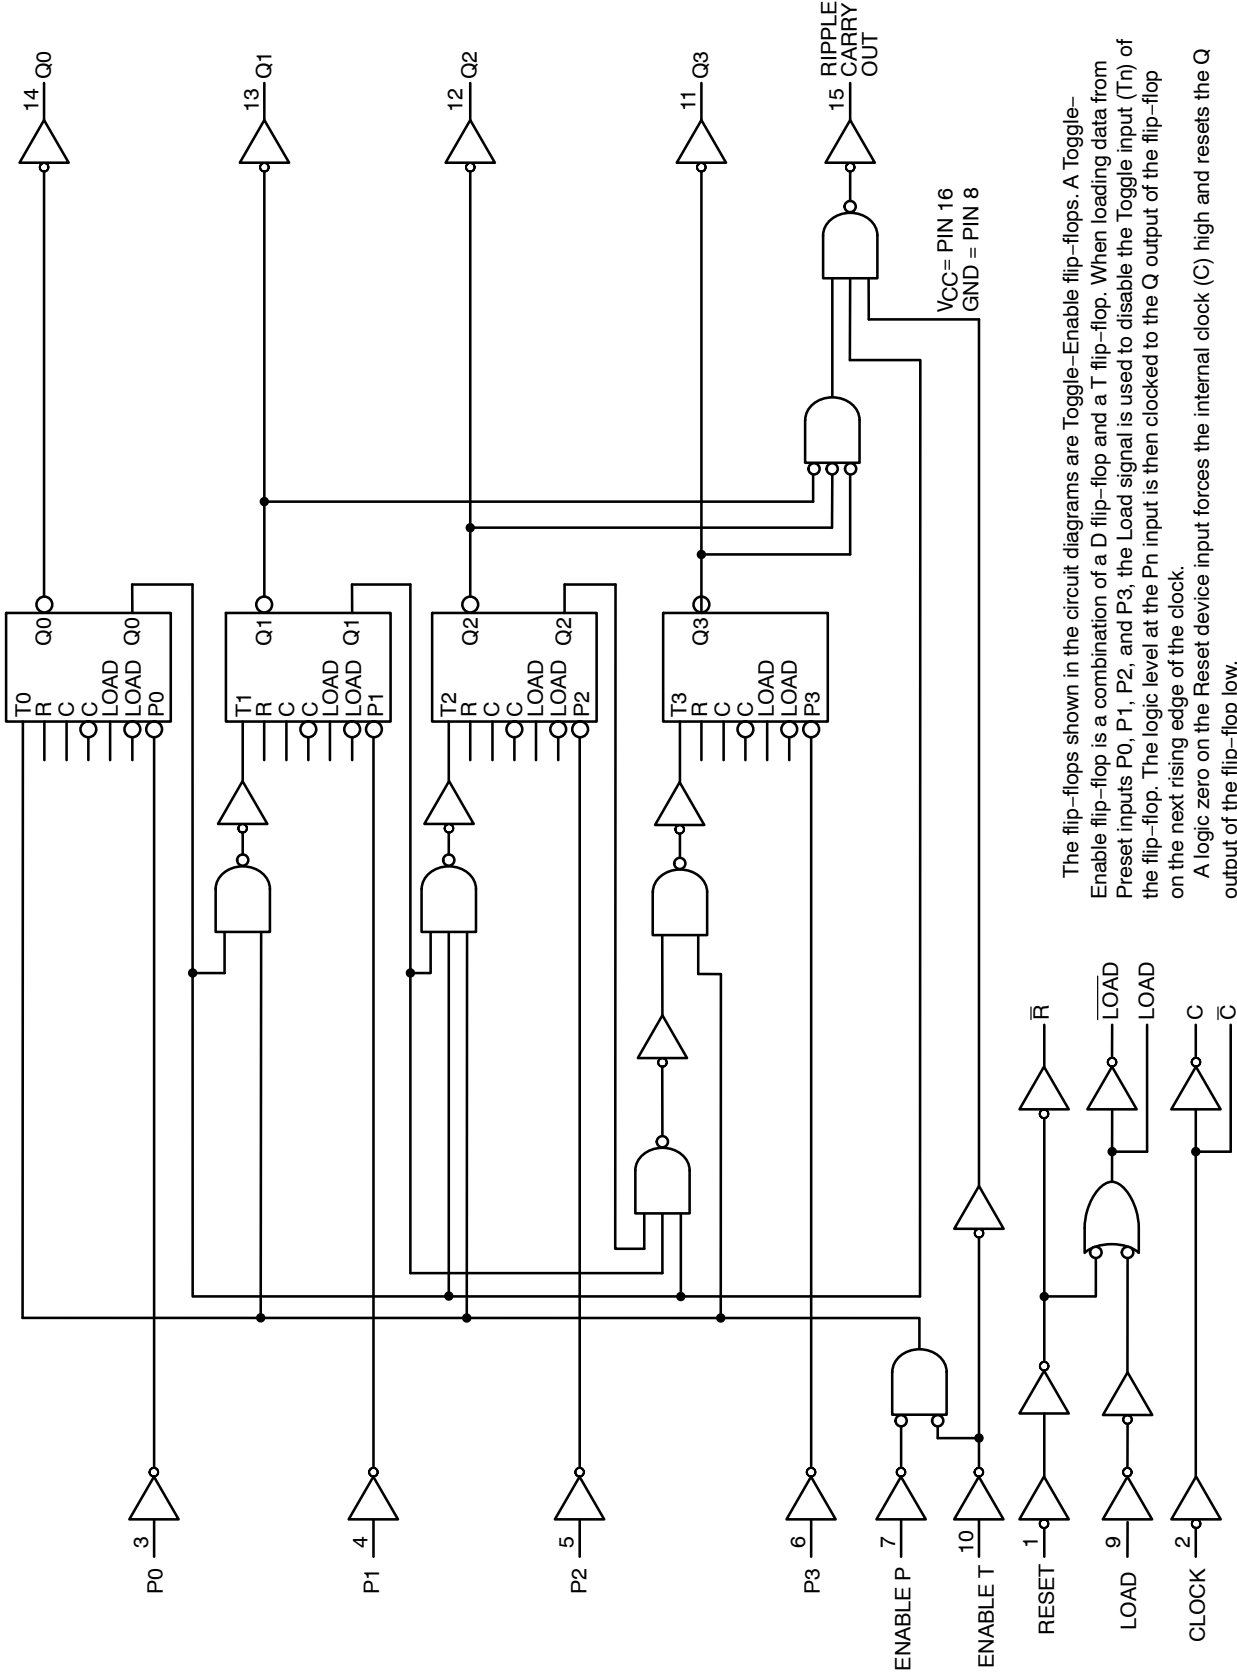 P0 3
P1 4
P2 5
P3 6
ENABLE P 7
ENABLE T 10
RESET 1
LOAD 9
CLOCK 2
T0
R
C
C
LOAD
LOAD
P0
Q0
Q0
T1
R
C
C
LOAD
LOAD
P1
Q1
Q1
T2
R
C
C
LOAD
LOAD
P2
Q2
Q2
T3
R
C
C
LOAD
LOAD
P3
Q3
14 Q0
13 Q1
12 Q2
11 Q3
15 RIPPLE
CARRY
OUT
VCC= PIN 16
GND = PIN 8
R̅
L̅O̅A̅D̅
LOAD
C
C̅
The flip−flops shown in the circuit diagrams are Toggle−Enable flip−flops. A Toggle−
Enable flip−flop is a combination of a D flip−flop and a T flip−flop. When loading data from
Preset inputs P0, P1, P2, and P3, the Load signal is used to disable the Toggle input (Tn) of
the flip−flop. The logic level at the Pn input is then clocked to the Q output of the flip−flop
on the next rising edge of the clock.
A logic zero on the Reset device input forces the internal clock (C) high and resets the Q
output of the flip−flop low.